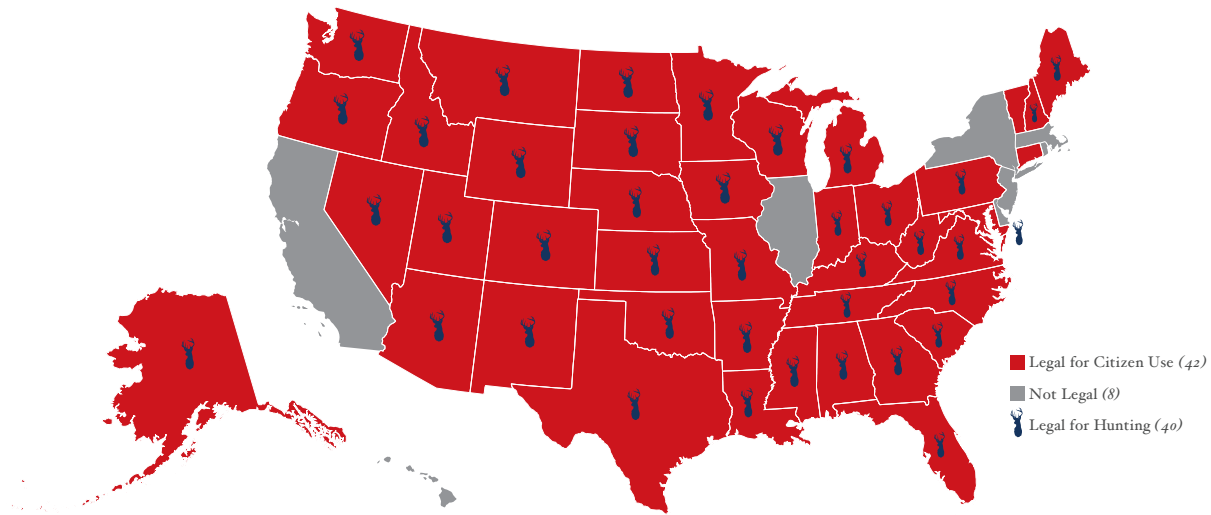 Legal for Citizen Use (42)
Not Legal (8)
Legal for Hunting (40)